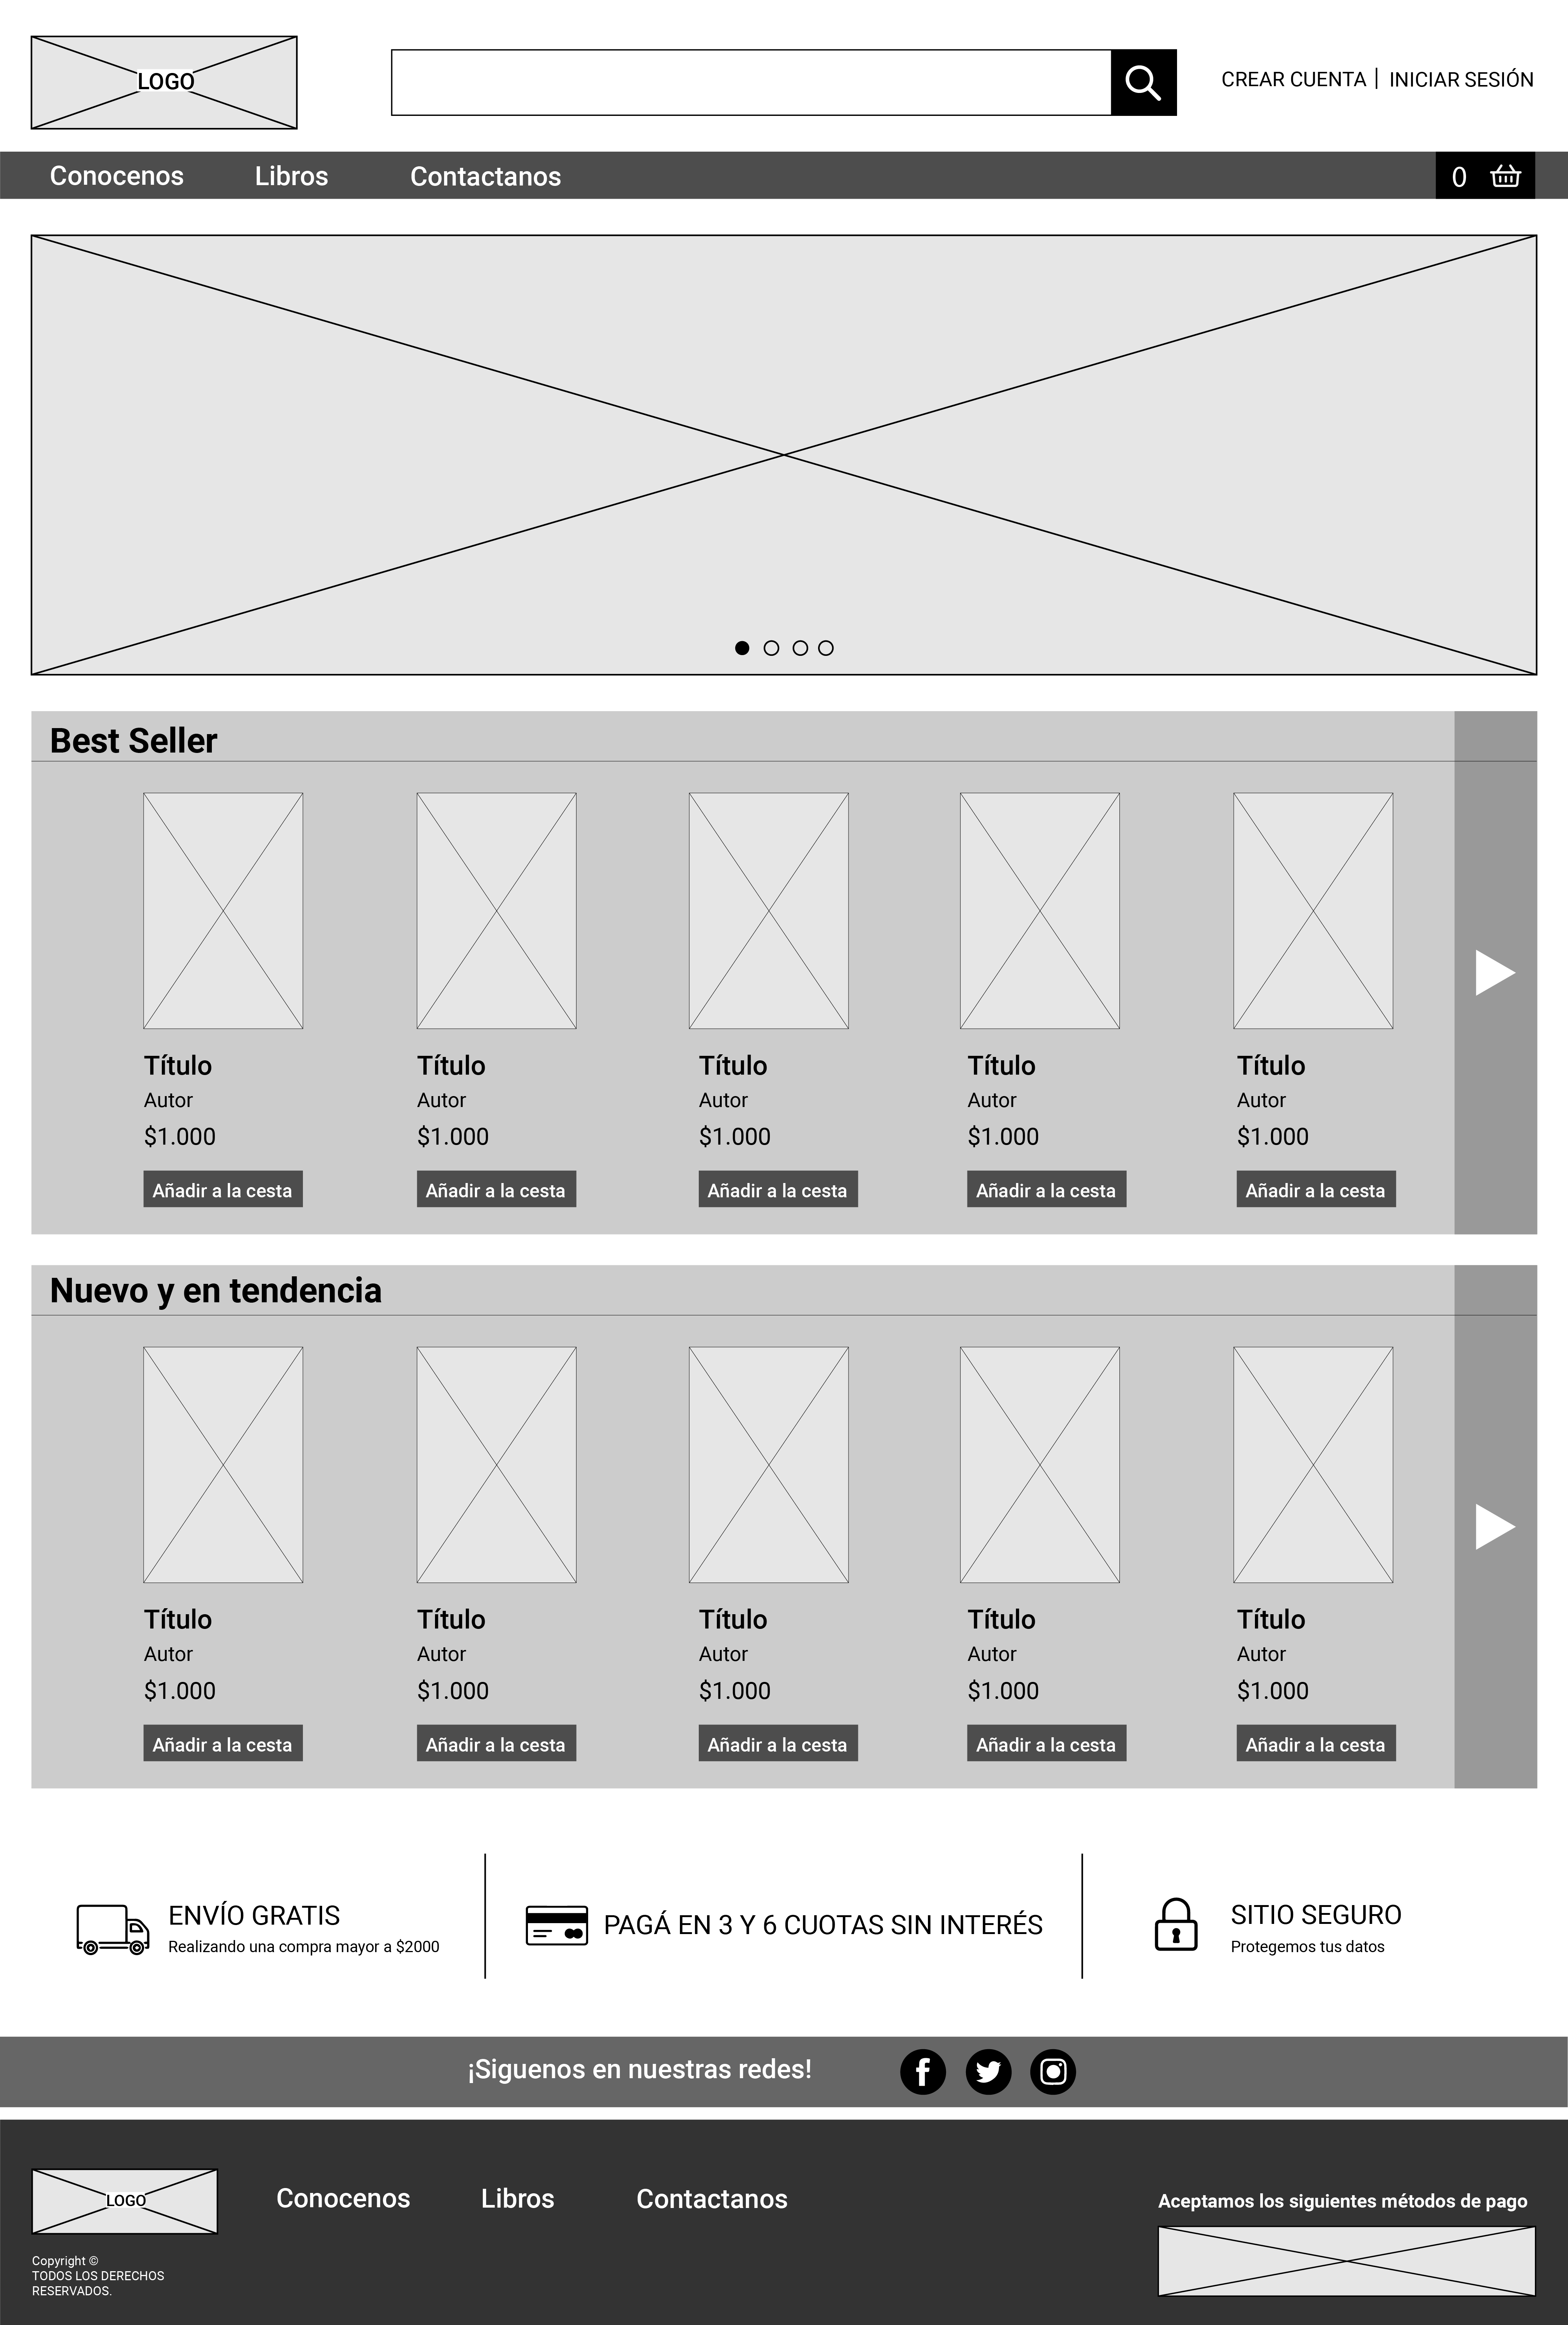 LOGO
CREAR CUENTA | INICIAR SESIÓN
Conocenos Libros Contactanos 0
Best Seller
Título Título Título Título Título
Autor Autor Autor Autor Autor
$1.000 $1.000 $1.000 $1.000 $1.000
Añadir a la cesta Añadir a la cesta Añadir a la cesta Añadir a la cesta Añadir a la cesta
Nuevo y en tendencia
Título Título Título Título Título
Autor Autor Autor Autor Autor
$1.000 $1.000 $1.000 $1.000 $1.000
Añadir a la cesta Añadir a la cesta Añadir a la cesta Añadir a la cesta Añadir a la cesta
ENVÍO GRATIS
Realizando una compra mayor a $2000
PAGÁ EN 3 Y 6 CUOTAS SIN INTERÉS
SITIO SEGURO
Protegemos tus datos
¡Siguenos en nuestras redes!
LOGO
Conocenos Libros Contactanos
Aceptamos los siguientes métodos de pago
Copyright ©
TODOS LOS DERECHOS
RESERVADOS.